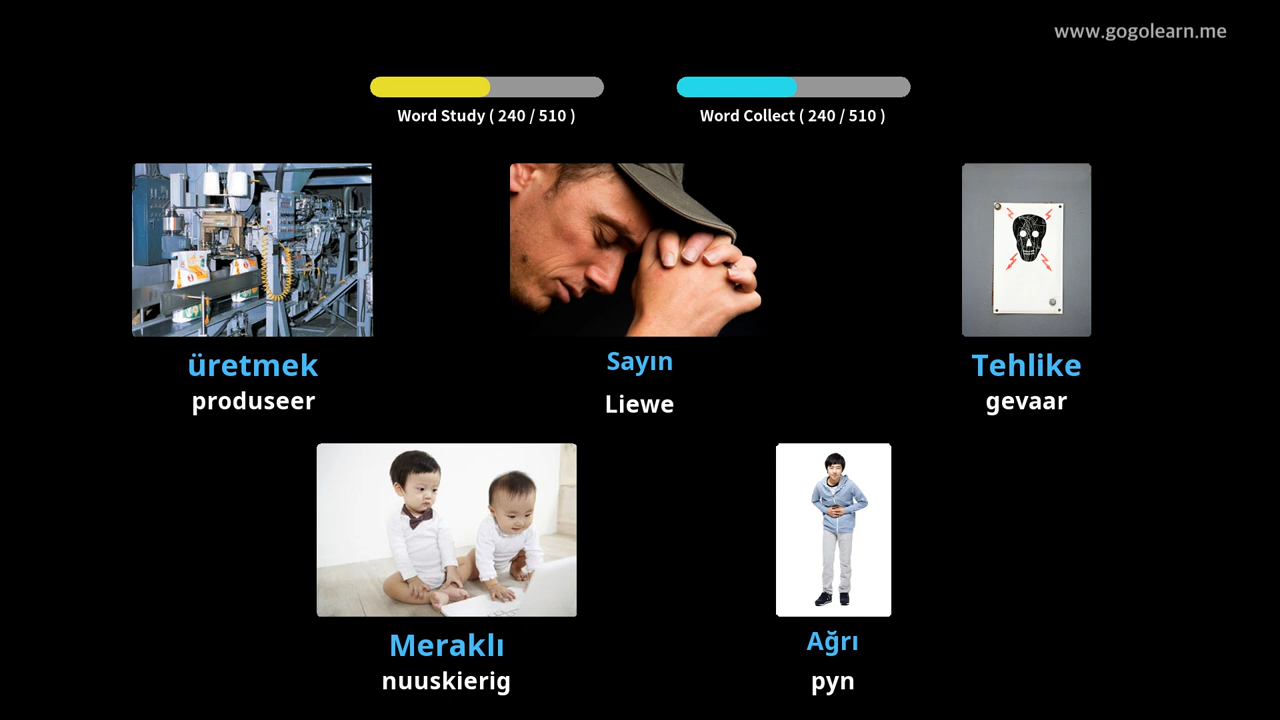 www.gogolearn.me
Word Study ( 240 / 510 )
Word Collect ( 240 / 510 )
üretmek
produseer
Sayın
Liewe
Tehlike
gevaar
Meraklı
nuuskierig
Ağrı
pyn